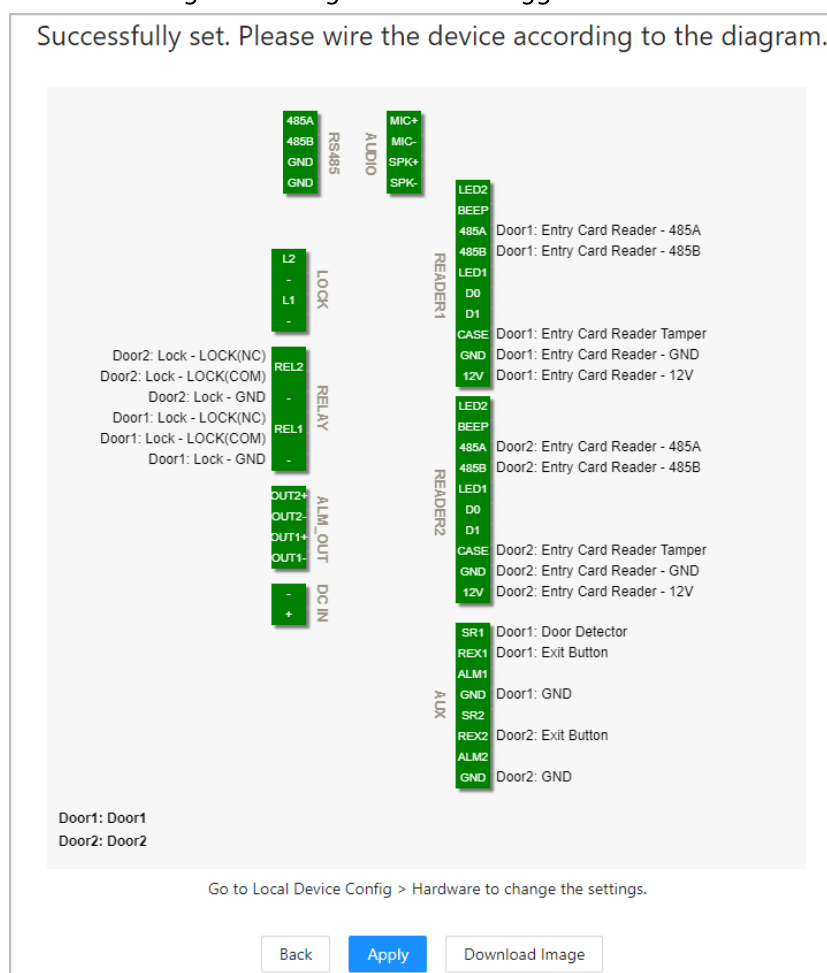 Successfully set. Please wire the device according to the diagram.
485A
485B
GND
GND
RS485
AUDIO
MIC+
MIC-
SPK+
SPK-
L2
-
L1
-
LOCK
Door2: Lock - LOCK(NC)
Door2: Lock - LOCK(COM)
Door2: Lock - GND
Door1: Lock - LOCK(NC)
Door1: Lock - LOCK(COM)
Door1: Lock - GND
REL2
-
REL1
-
RELAY
OUT2+
OUT2-
OUT1+
OUT1-
ALM_OUT
-
+
DC IN
READER1
LED2
BEEP
485A Door1: Entry Card Reader - 485A
485B Door1: Entry Card Reader - 485B
LED1
D0
D1
CASE Door1: Entry Card Reader Tamper
GND Door1: Entry Card Reader - GND
12V Door1: Entry Card Reader - 12V
READER2
LED2
BEEP
485A Door2: Entry Card Reader - 485A
485B Door2: Entry Card Reader - 485B
LED1
D0
D1
CASE Door2: Entry Card Reader Tamper
GND Door2: Entry Card Reader - GND
12V Door2: Entry Card Reader - 12V
AUX
SR1 Door1: Door Detector
REX1 Door1: Exit Button
ALM1
GND Door1: GND
SR2
REX2 Door2: Exit Button
ALM2
GND Door2: GND
Door1: Door1
Door2: Door2
Go to Local Device Config > Hardware to change the settings.
Back
Apply
Download Image